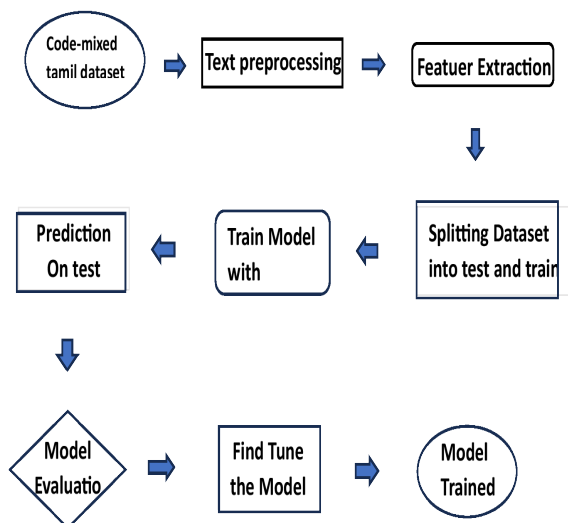 Code-mixed
tamil dataset
Text preprocessing
Featuer Extraction
Splitting Dataset
into test and train
Train Model
with
Prediction
On test
Model
Evaluatio
Find Tune
the Model
Model
Trained